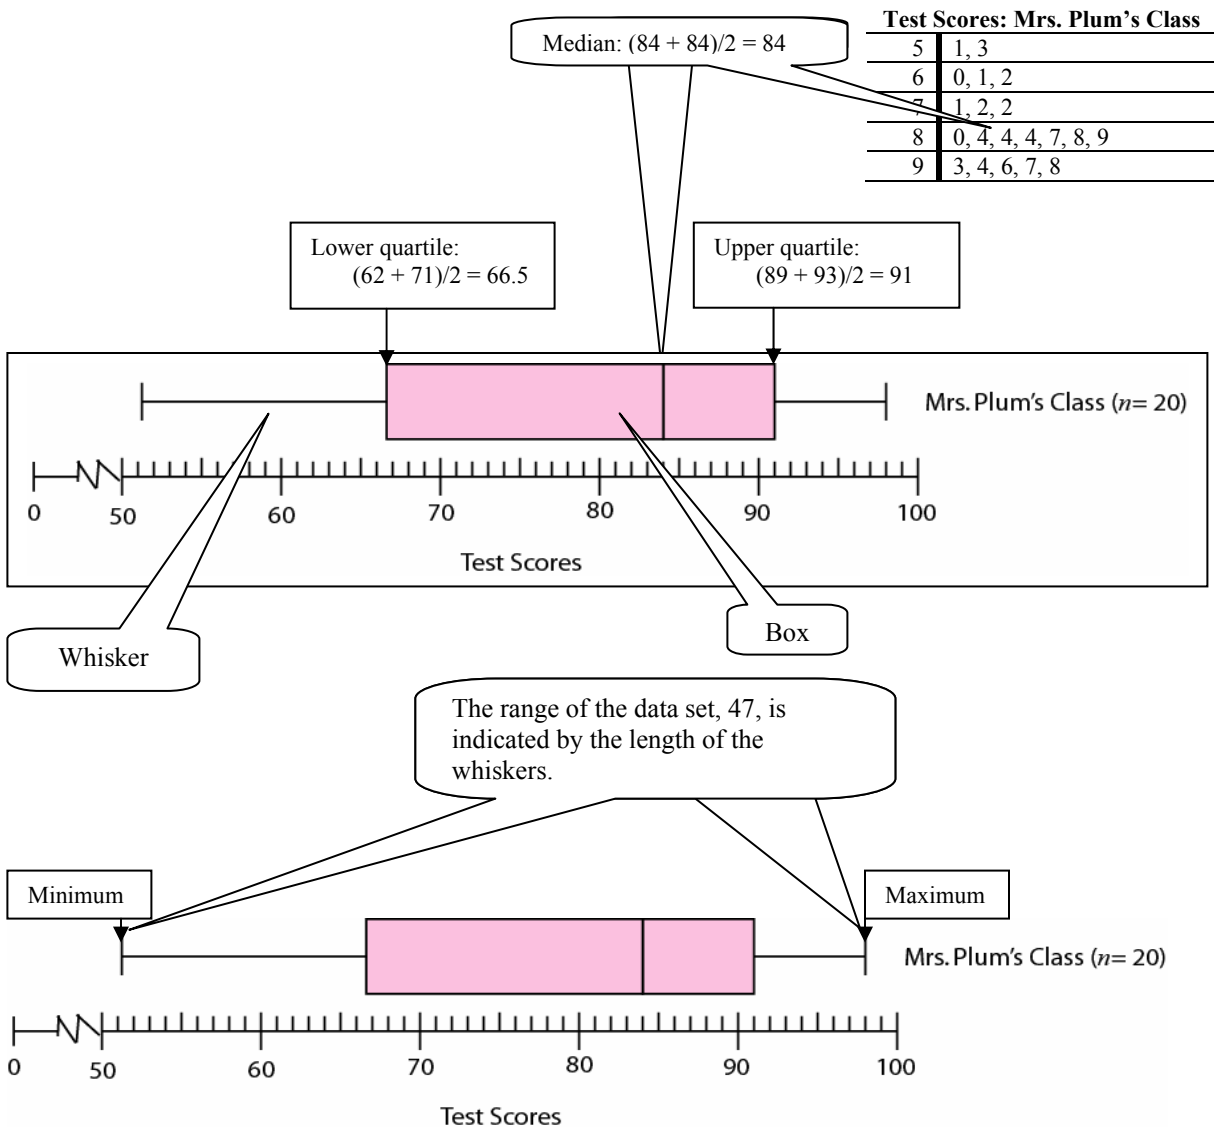 Test Scores: Mrs. Plum's Class
5 1, 3
6 0, 1, 2
7 1, 2, 2
8 0, 4, 4, 4, 7, 8, 9
9 3, 4, 6, 7, 8
Median: (84 + 84)/2 = 84
Lower quartile:
(62 + 71)/2 = 66.5
Upper quartile:
(89 + 93)/2 = 91
Mrs. Plum's Class (n= 20)
0 50 60 70 80 90 100
Test Scores
Whisker
Box
The range of the data set, 47, is
indicated by the length of the
whiskers.
Minimum
Maximum
Mrs. Plum's Class (n= 20)
0 50 60 70 80 90 100
Test Scores